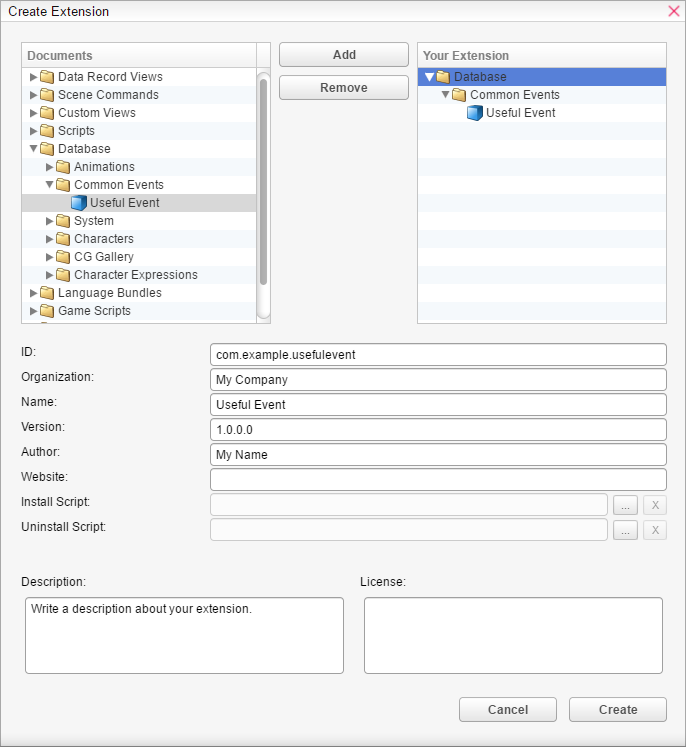 Create Extension
Documents
Data Record Views
Scene Commands
Custom Views
Scripts
Database
Animations
Common Events
Useful Event
System
Characters
CG Gallery
Character Expressions
Language Bundles
Game Scripts
Add
Remove
Your Extension
Database
Common Events
Useful Event
ID: com.example.usefulevent
Organization: My Company
Name: Useful Event
Version: 1.0.0.0
Author: My Name
Website:
Install Script: ... X
Uninstall Script: ... X
Description: License:
Write a description about your extension.
Cancel Create